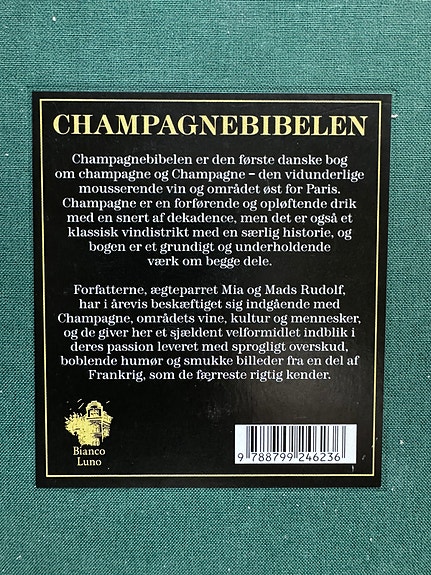 CHAMPAGNEBIBELEN
Champagnebibelen er den første danske bog
om champagne og Champagne – den vidunderlige
mousserende vin og området øst for Paris.
Champagne er en forførende og opløftende drik
med en snert af dekadence, men det er også et
klassisk vindistrikt med en særlig historie, og
bogen er et grundigt og underholdende
værk om begge dele.
Forfatterne, ægteparret Mia og Mads Rudolf,
har i årevis beskæftiget sig indgående med
Champagne, områdets vine, kultur og mennesker,
og de giver her et sjældent velformidlet indblik i
deres passion leveret med sprogligt overskud,
boblende humør og smukke billeder fra en del af
Frankrig, som de færreste rigtig kender.
Bianco
Luno
9 788799 246236